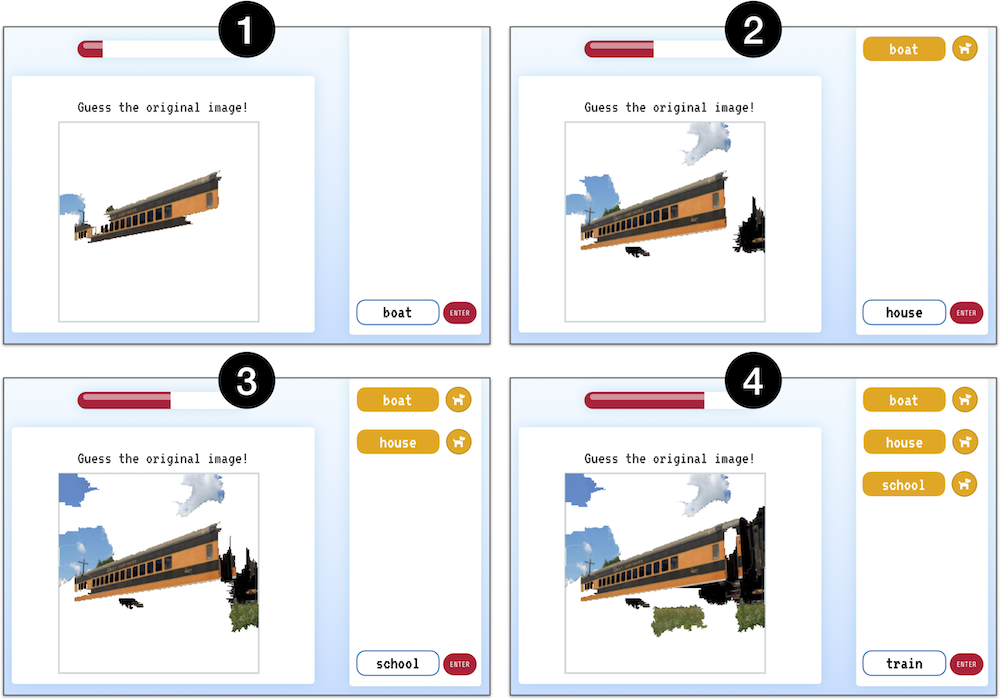 1
Guess the original image!
boat
ENTER
2
boat
Guess the original image!
house
ENTER
3
boat
house
Guess the original image!
school
ENTER
4
boat
house
school
Guess the original image!
train
ENTER